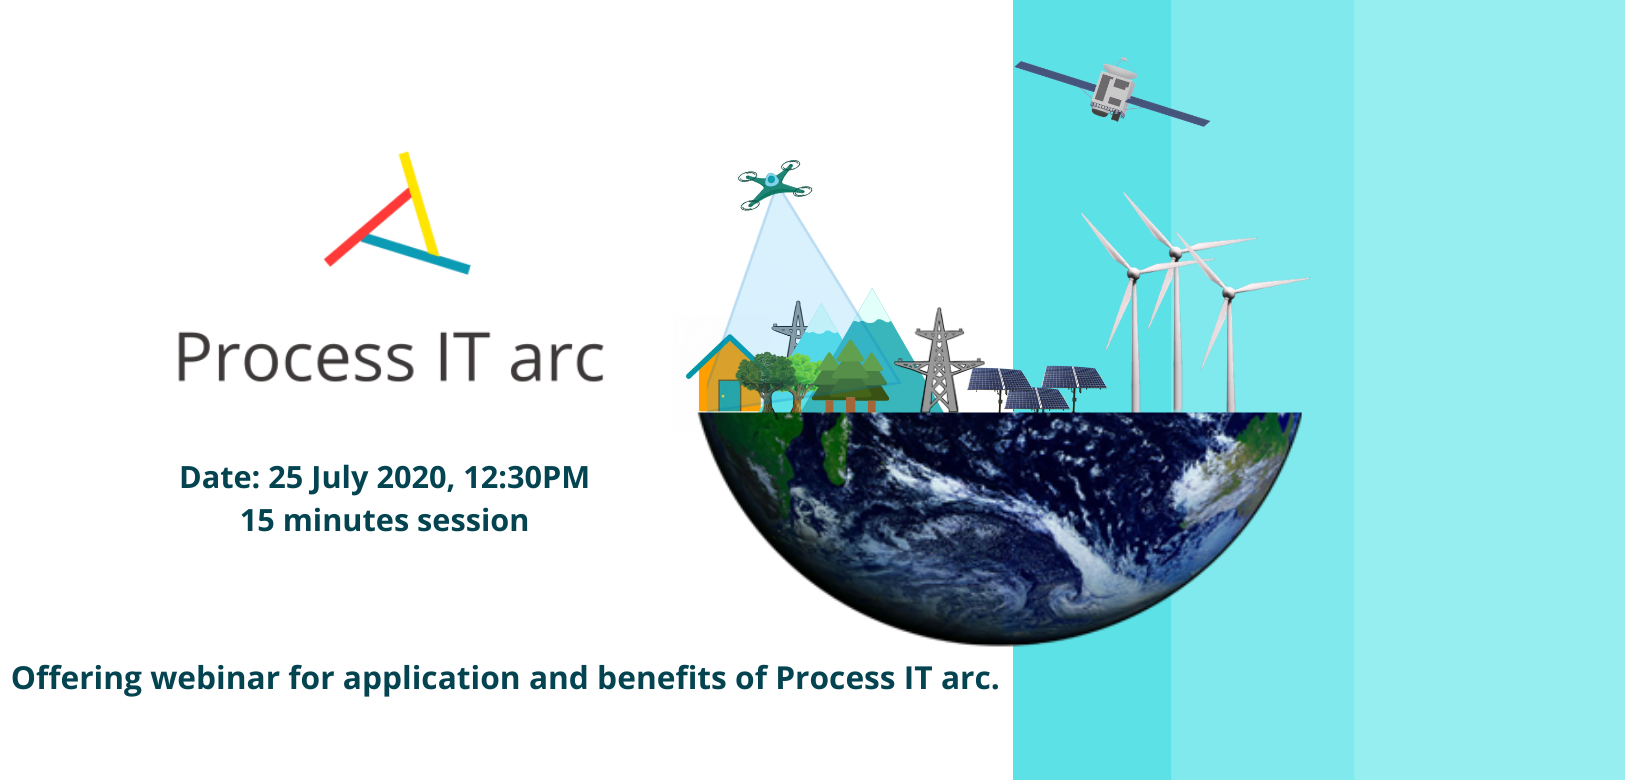 Process IT arc
Date: 25 July 2020, 12:30PM
15 minutes session
Offering webinar for application and benefits of Process IT arc.